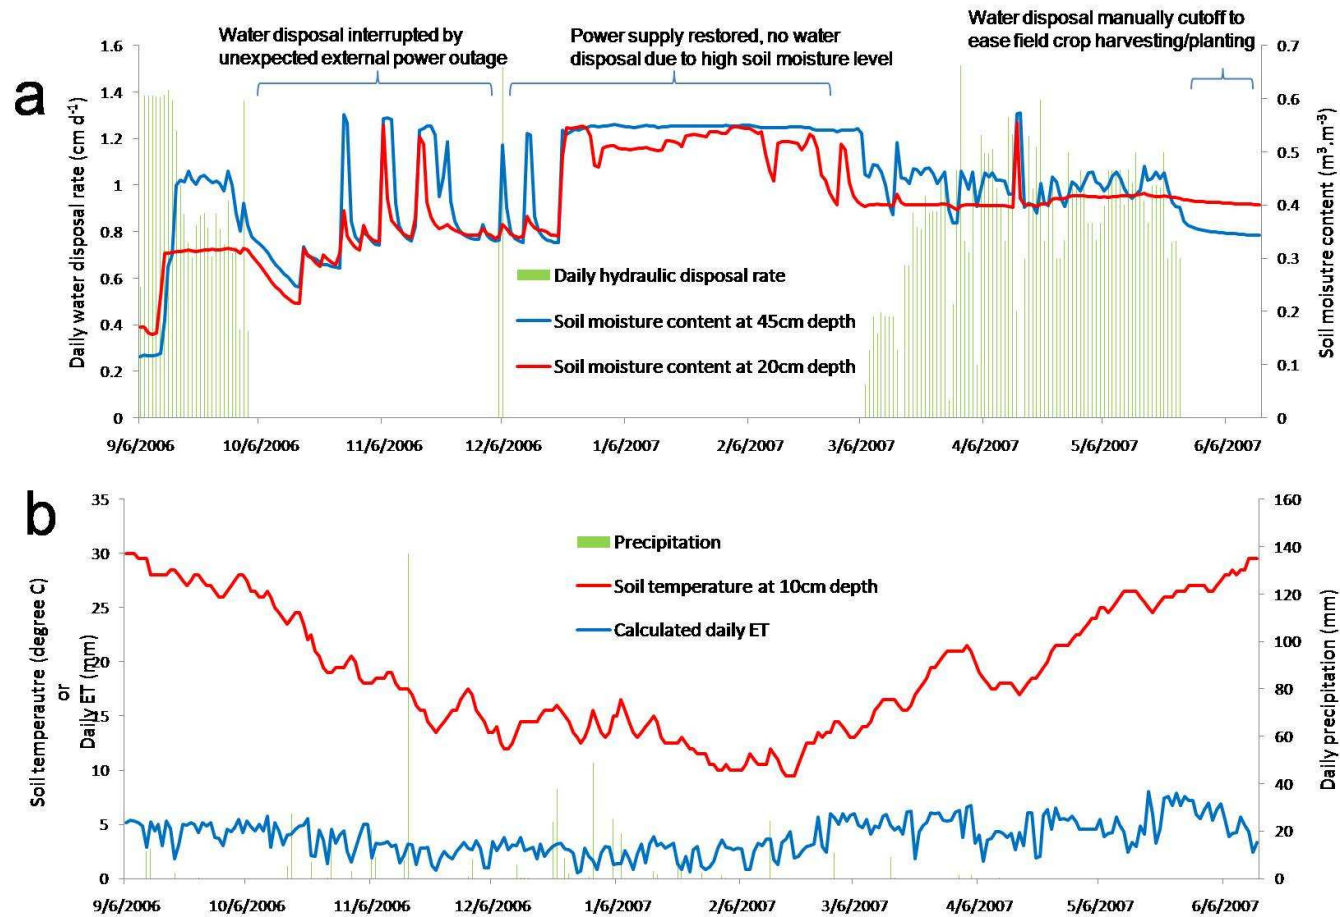 a
Water disposal interrupted by
unexpected external power outage
Power supply restored, no water
disposal due to high soil moisture level
Water disposal manually cutoff to
ease field crop harvesting/planting
Daily water disposal rate (cm d-1)
1.6
1.4
1.2
1
0.8
0.6
0.4
0.2
0
0.7
0.6
0.5
0.4
0.3
0.2
0.1
0
Soil moisutre content (m³.m-³)
Daily hydraulic disposal rate
Soil moisture content at 45cm depth
Soil moisture content at 20cm depth
9/6/2006 10/6/2006 11/6/2006 12/6/2006 1/6/2007 2/6/2007 3/6/2007 4/6/2007 5/6/2007 6/6/2007
b
Soil temperautre (degree C)
or
Daily ET (mm)
35
30
25
20
15
10
5
0
160
140
120
100
80
60
40
20
0
Daily precipitation (mm)
Precipitation
Soil temperature at 10cm depth
Calculated daily ET
9/6/2006 10/6/2006 11/6/2006 12/6/2006 1/6/2007 2/6/2007 3/6/2007 4/6/2007 5/6/2007 6/6/2007